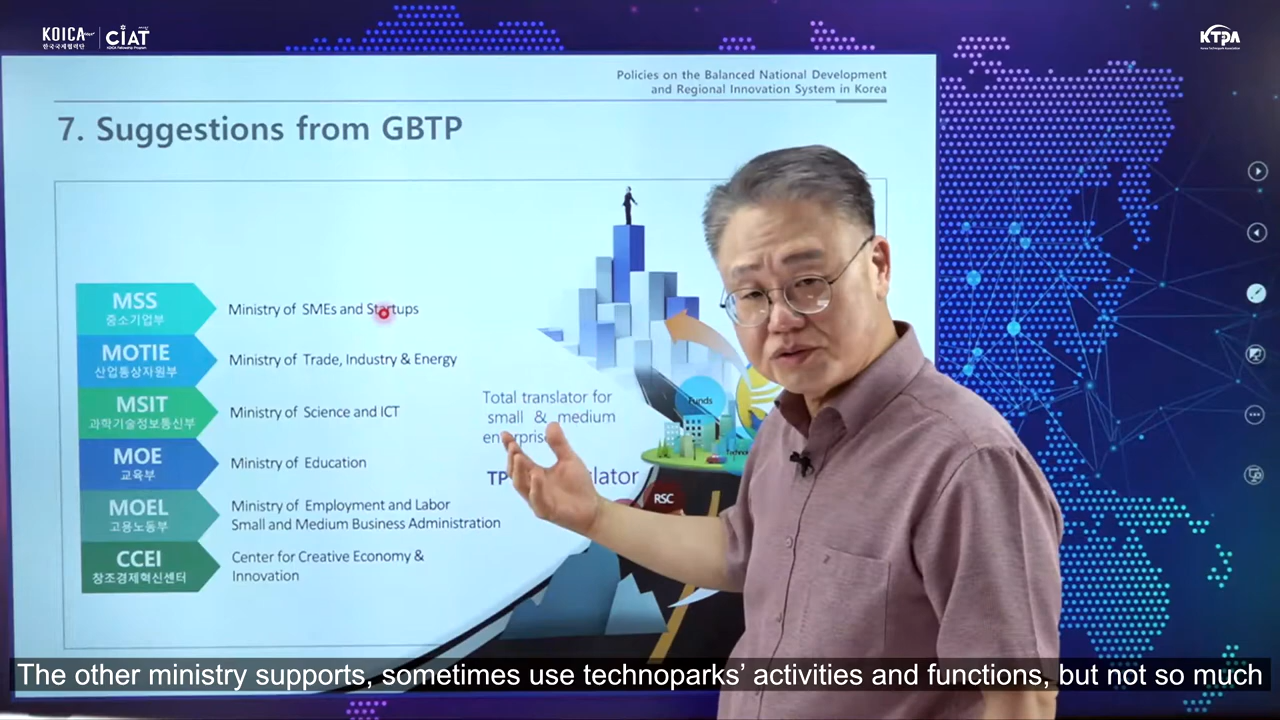 KOICA
한국국제협력단
CIAT
KOICA Fellowship Program
KTPA
Korea Technopark Association
Policies on the Balanced National Development
and Regional Innovation System in Korea
7. Suggestions from GBTP
MSS
중소기업부
Ministry of SMEs and Startups
MOTIE
산업통상자원부
Ministry of Trade, Industry & Energy
MSIT
과학기술정보통신부
Ministry of Science and ICT
MOE
교육부
Ministry of Education
MOEL
고용노동부
Ministry of Employment and Labor
Small and Medium Business Administration
CCEI
창조경제혁신센터
Center for Creative Economy &
Innovation
Total translator for
small & medium
TP
Funds
RSC
The other ministry supports, sometimes use technoparks’ activities and functions, but not so much